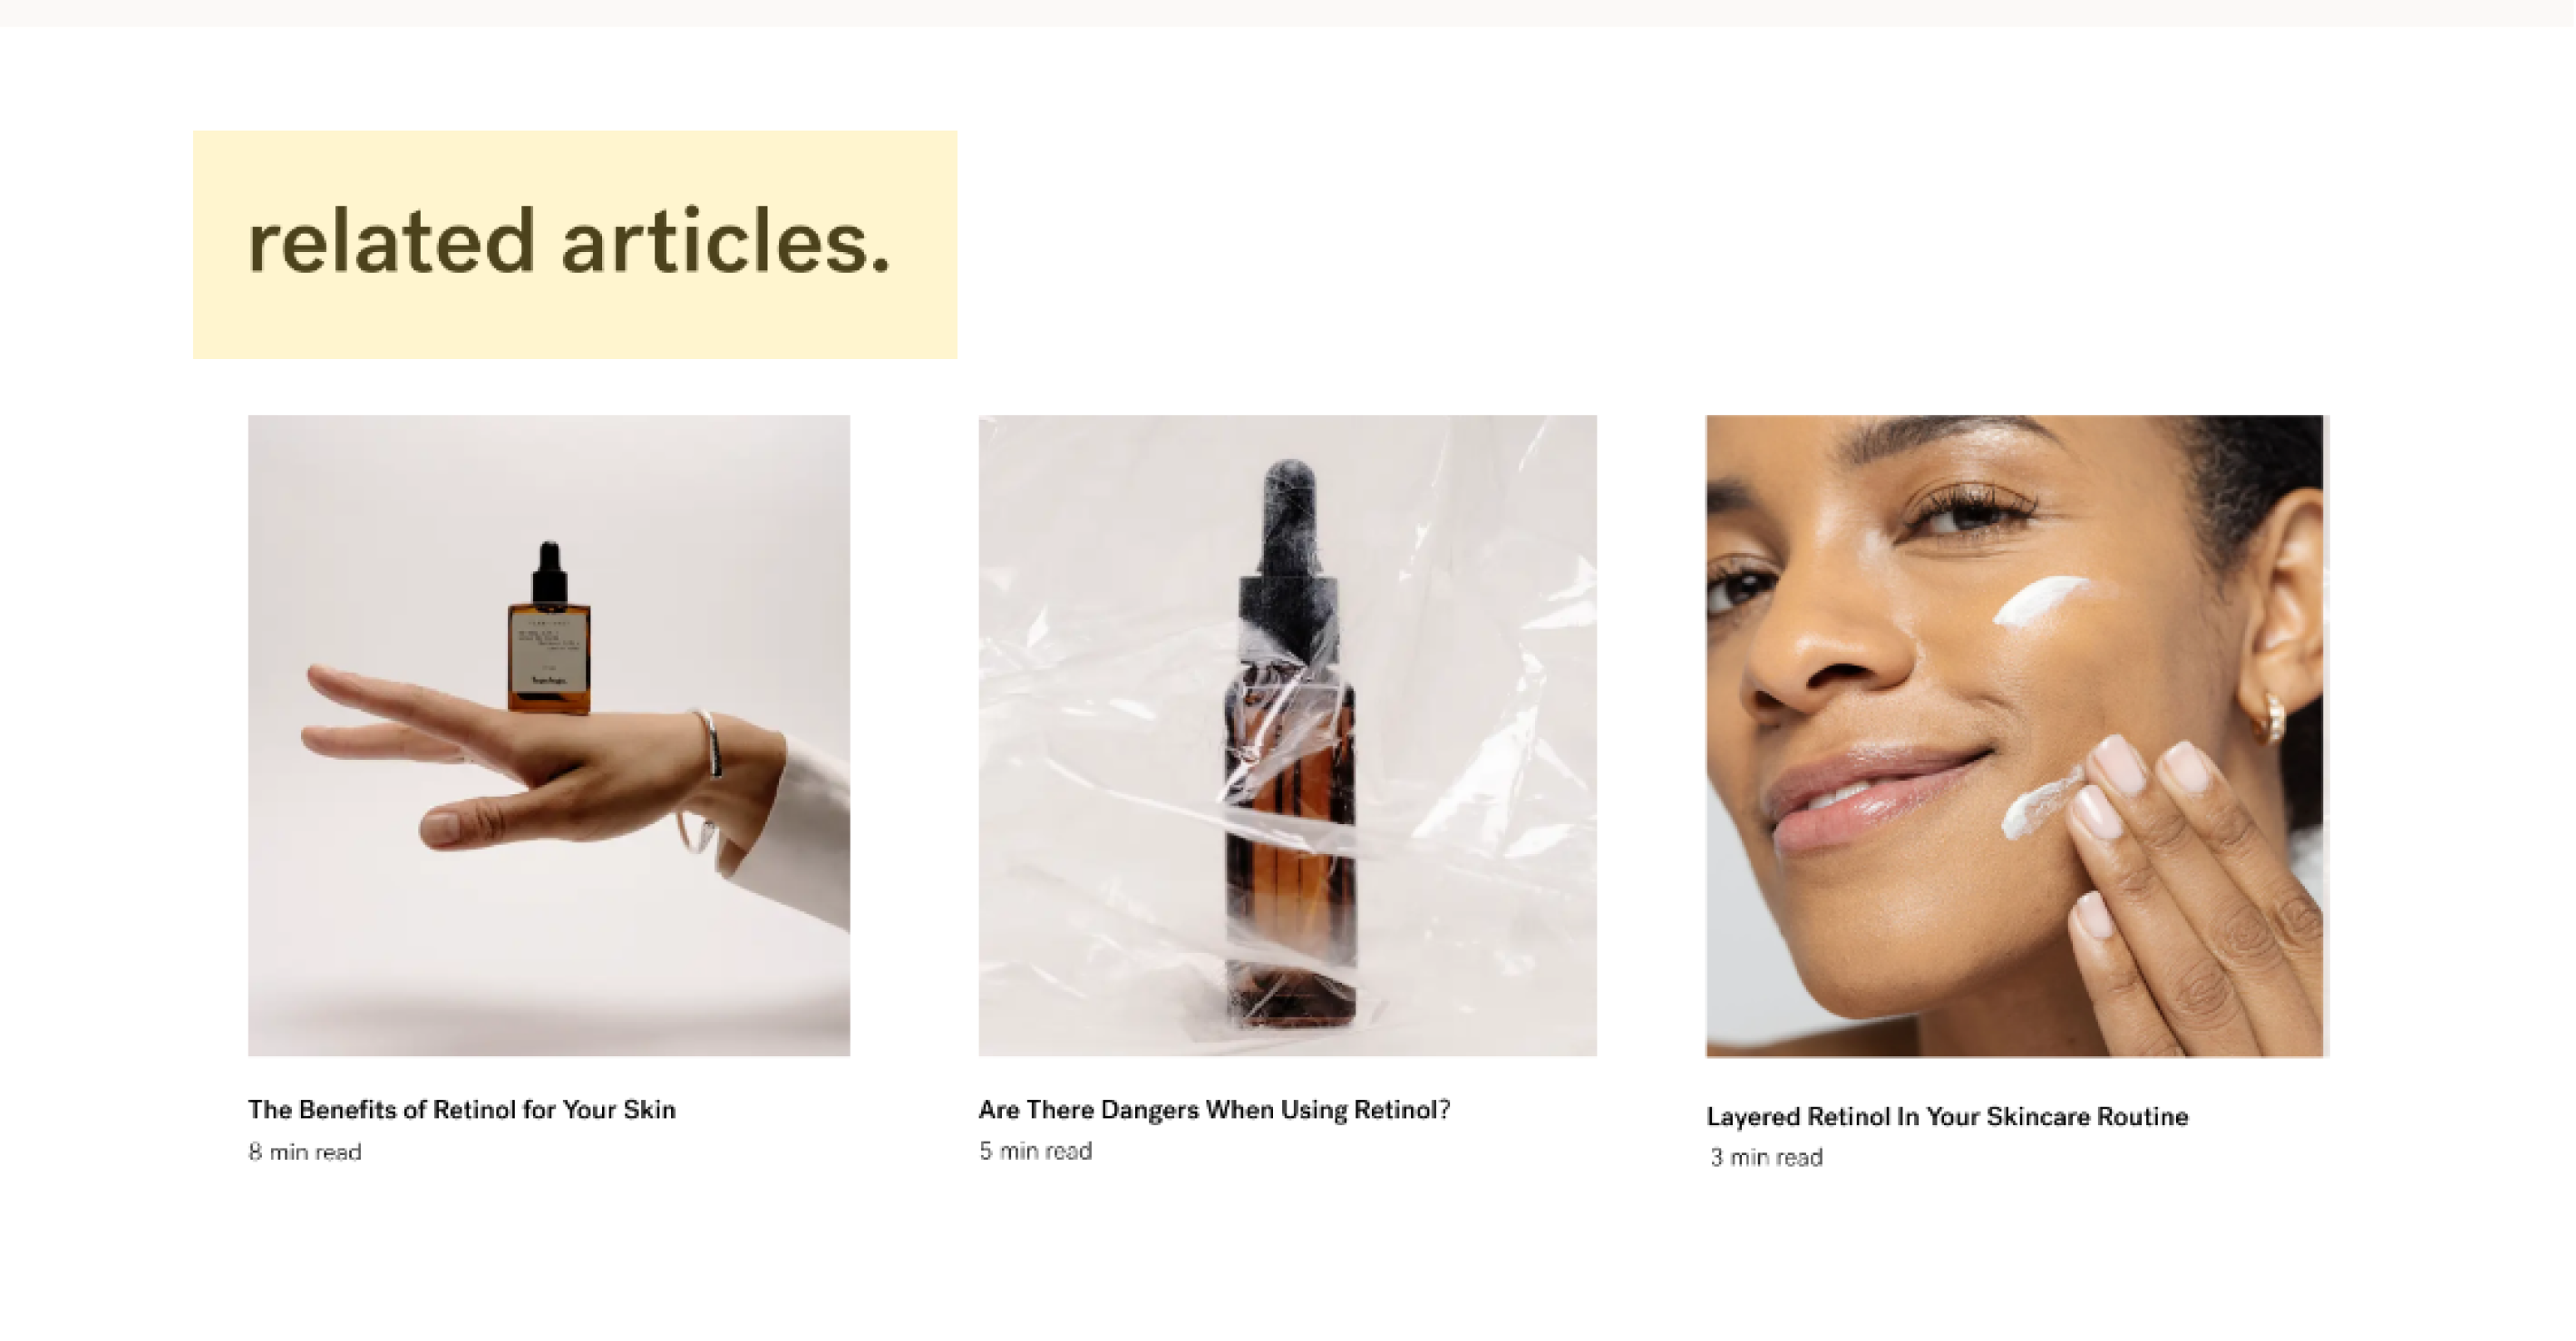 related articles.
The Benefits of Retinol for Your Skin
8 min read
Are There Dangers When Using Retinol?
5 min read
Layered Retinol In Your Skincare Routine
3 min read